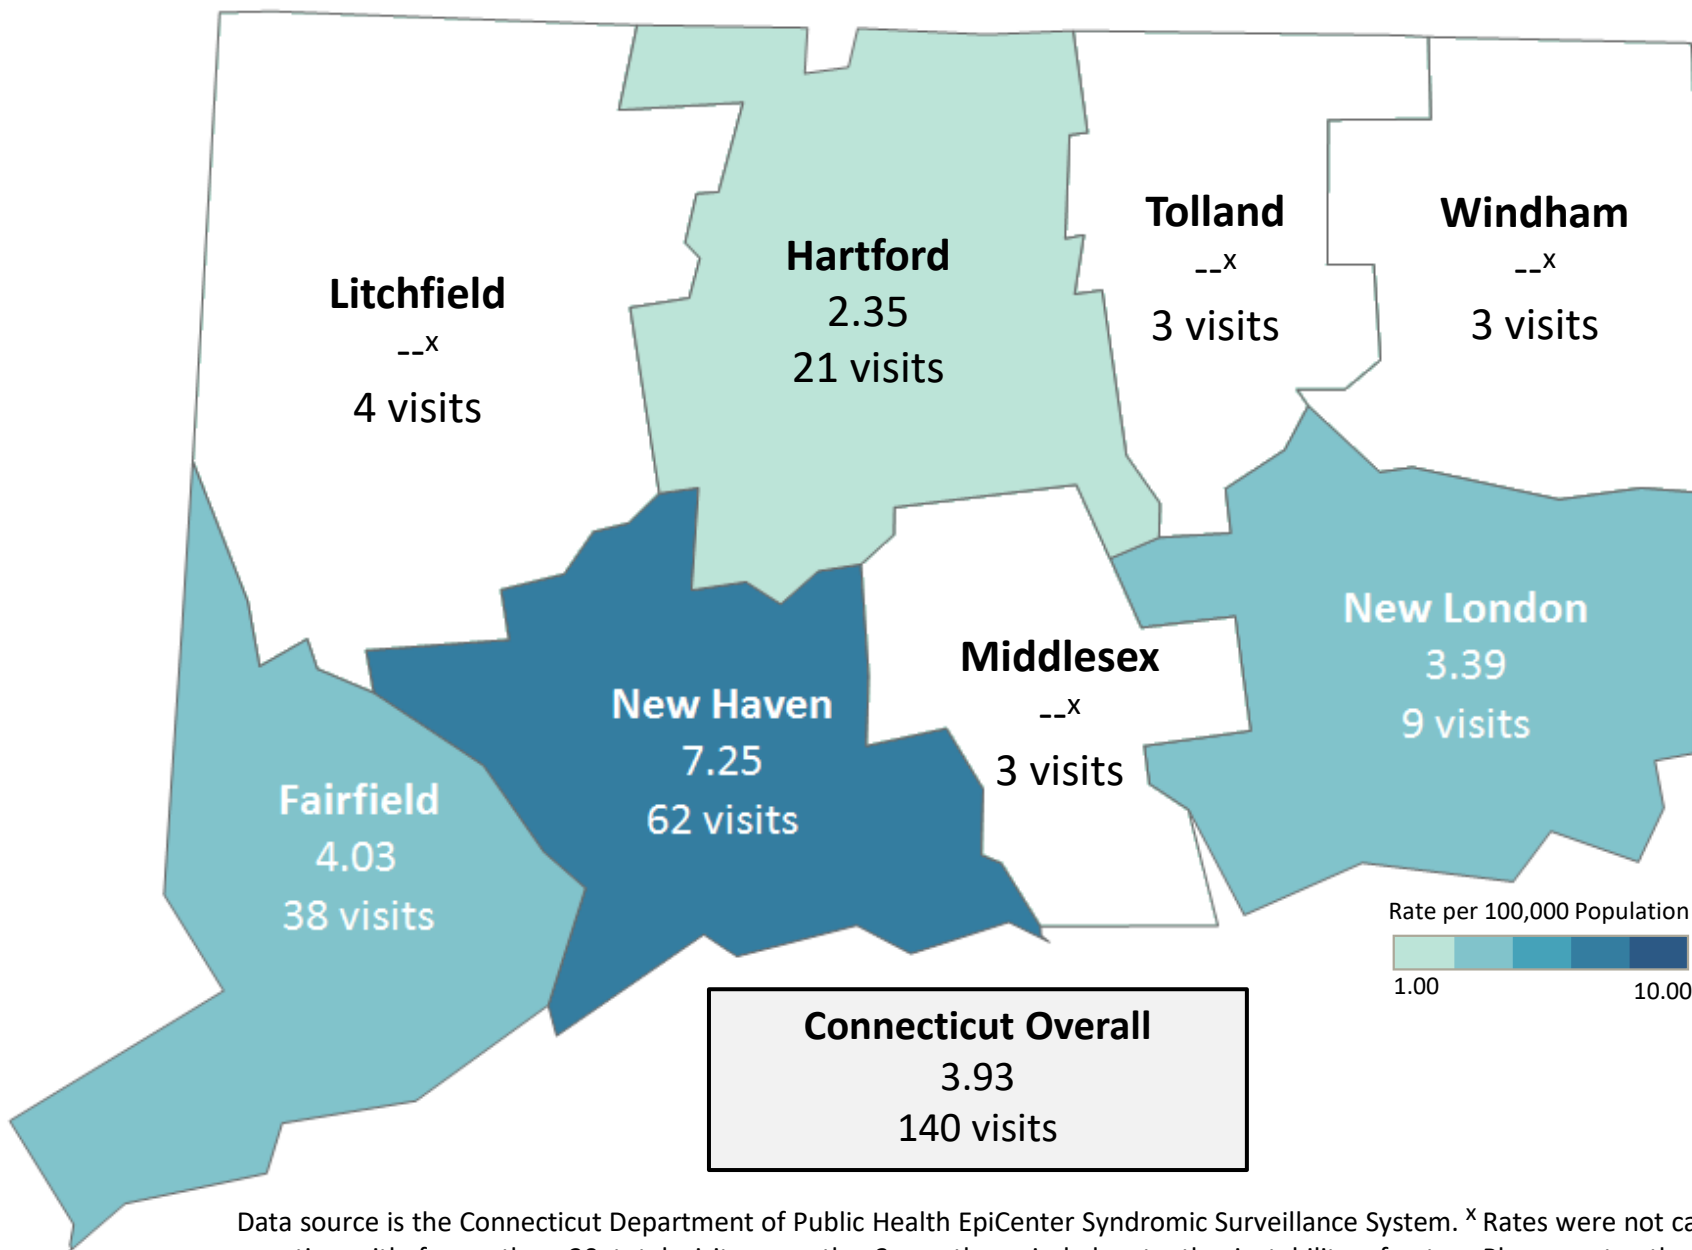 Litchfield
--x
4 visits
Hartford
2.35
21 visits
Tolland
--x
3 visits
Windham
--x
3 visits
Fairfield
4.03
38 visits
New Haven
7.25
62 visits
Middlesex
--x
3 visits
New London
3.39
9 visits
Rate per 100,000 Population
1.00 10.00
Connecticut Overall
3.93
140 visits
Data source is the Connecticut Department of Public Health EpiCenter Syndromic Surveillance System. x Rates were not ca